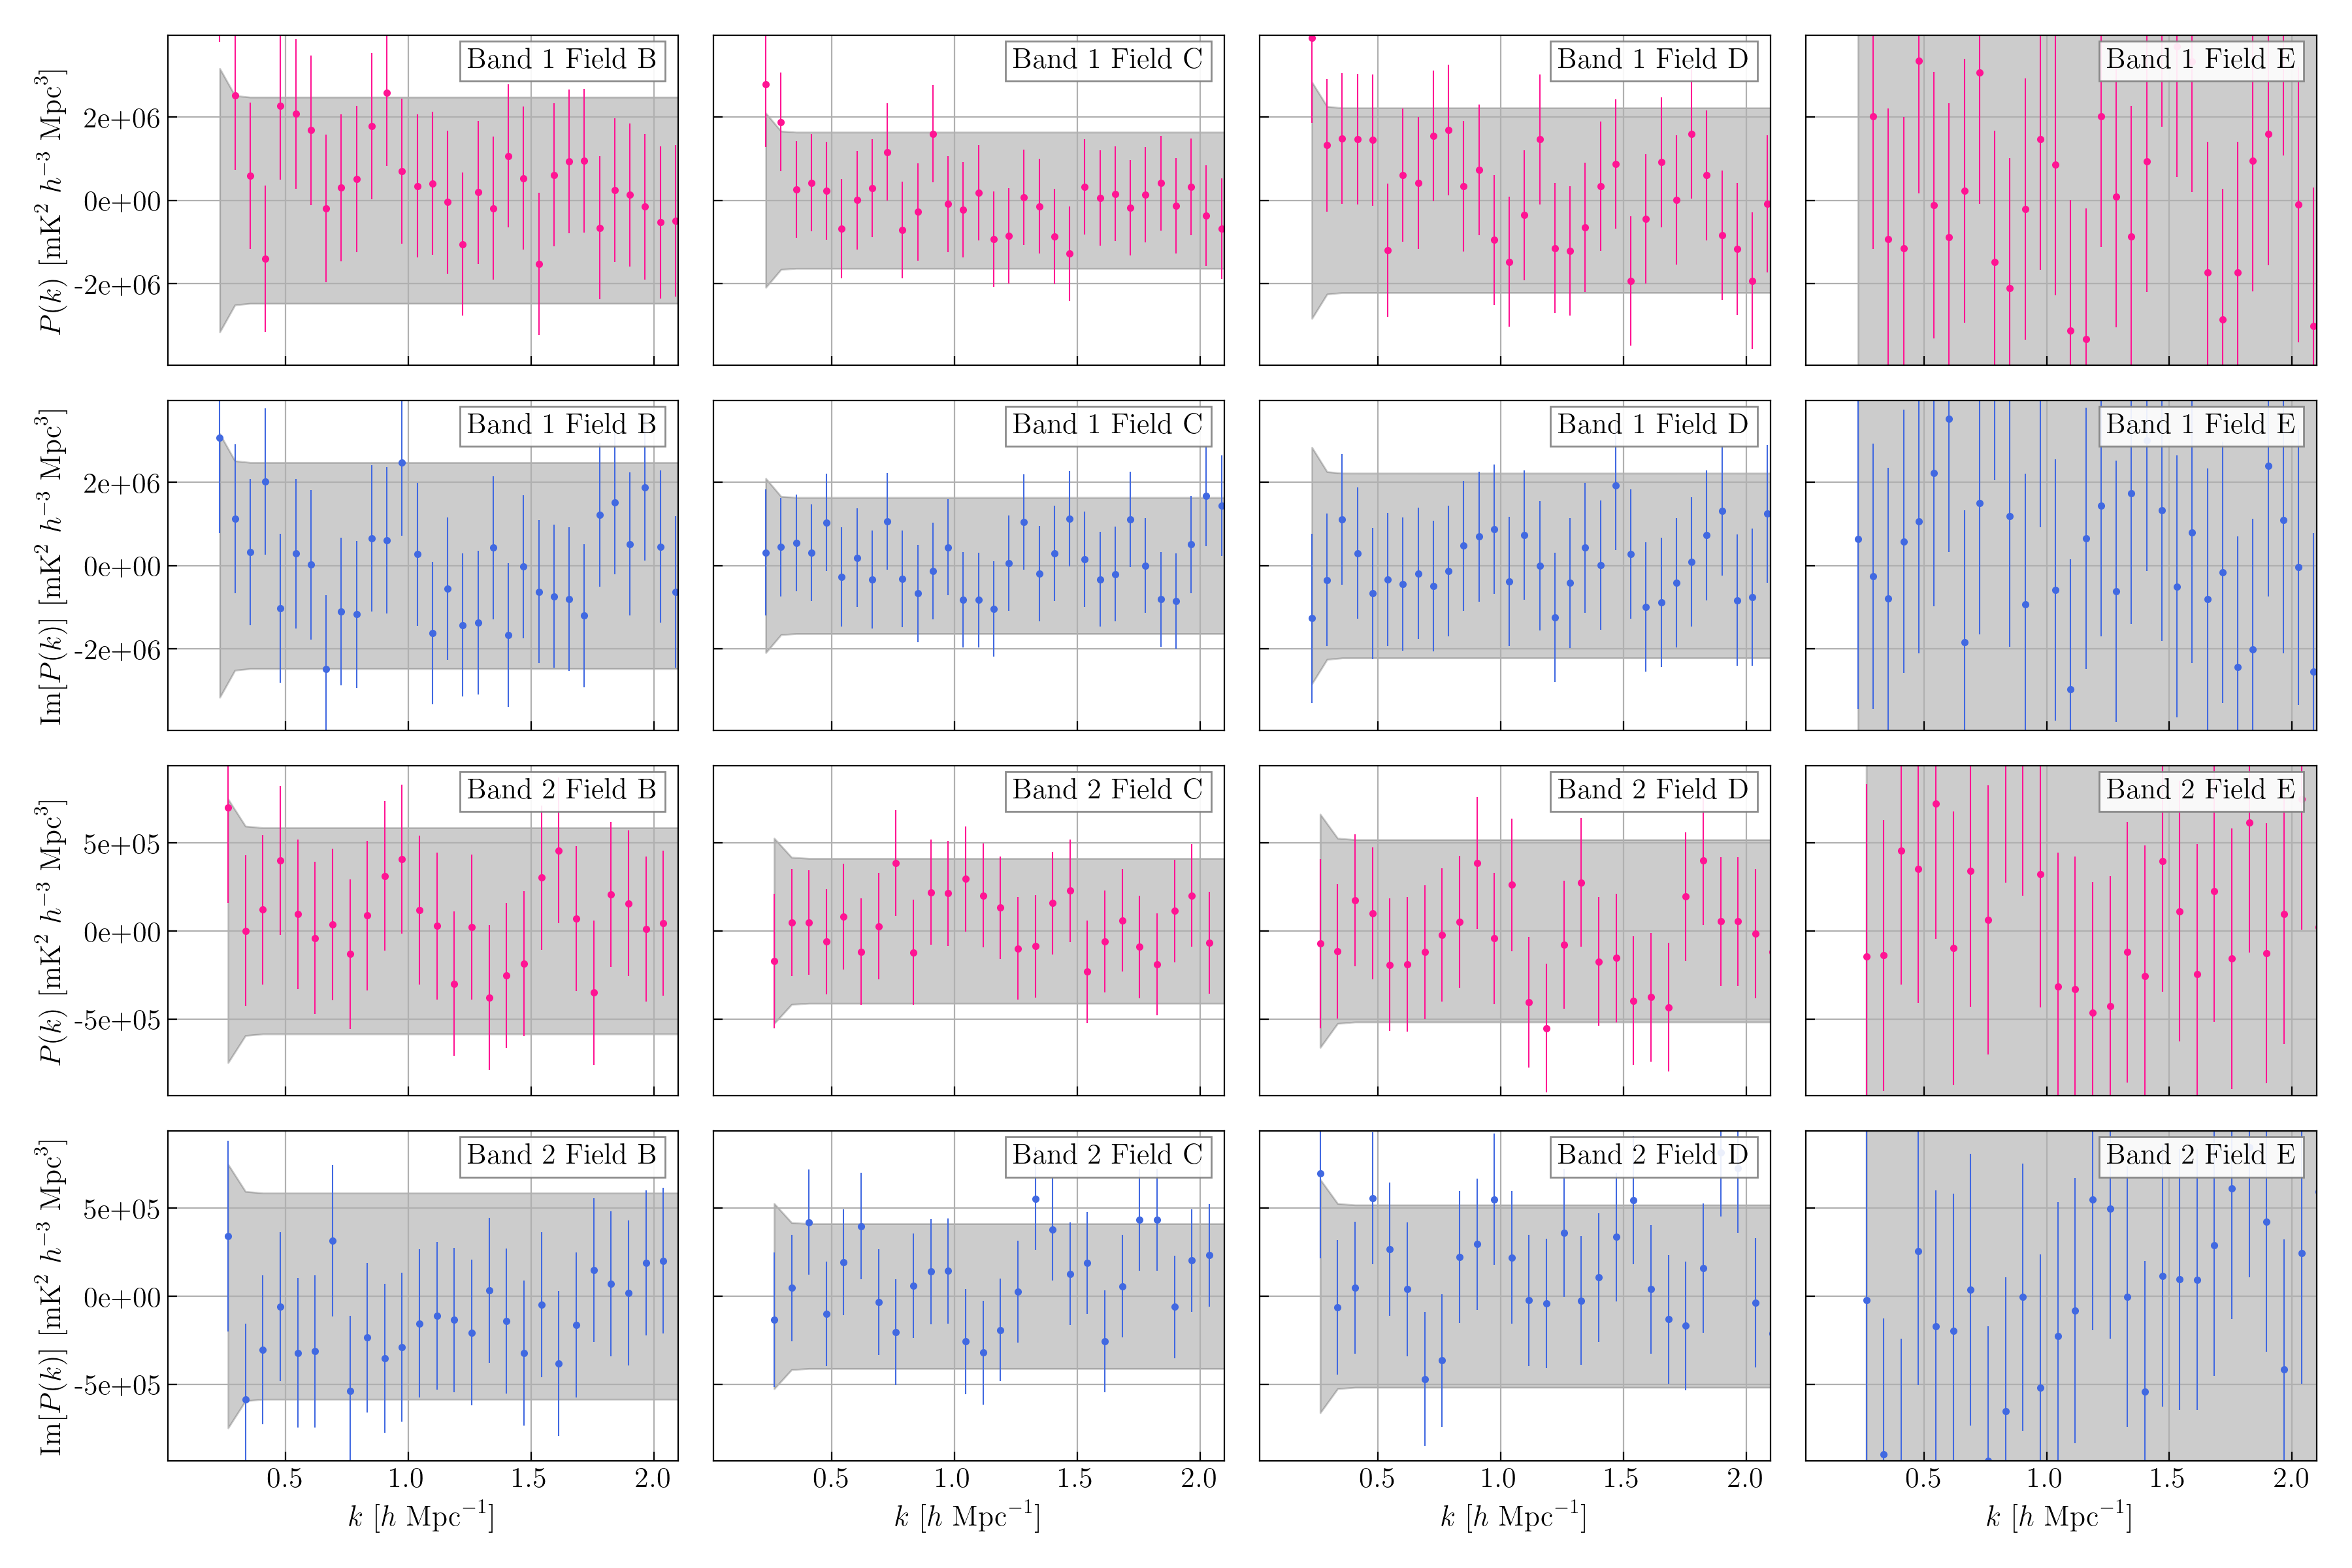 Band 1 Field B
Band 1 Field C
Band 1 Field D
Band 1 Field E
P(k) [mK² h⁻³ Mpc³]
2e+06
0e+00
-2e+06
Band 1 Field B
Band 1 Field C
Band 1 Field D
Band 1 Field E
Im[P(k)] [mK² h⁻³ Mpc³]
2e+06
0e+00
-2e+06
Band 2 Field B
Band 2 Field C
Band 2 Field D
Band 2 Field E
P(k) [mK² h⁻³ Mpc³]
5e+05
0e+00
-5e+05
Band 2 Field B
Band 2 Field C
Band 2 Field D
Band 2 Field E
Im[P(k)] [mK² h⁻³ Mpc³]
5e+05
0e+00
-5e+05
0.5 1.0 1.5 2.0
0.5 1.0 1.5 2.0
0.5 1.0 1.5 2.0
0.5 1.0 1.5 2.0
k [h Mpc⁻¹]
k [h Mpc⁻¹]
k [h Mpc⁻¹]
k [h Mpc⁻¹]